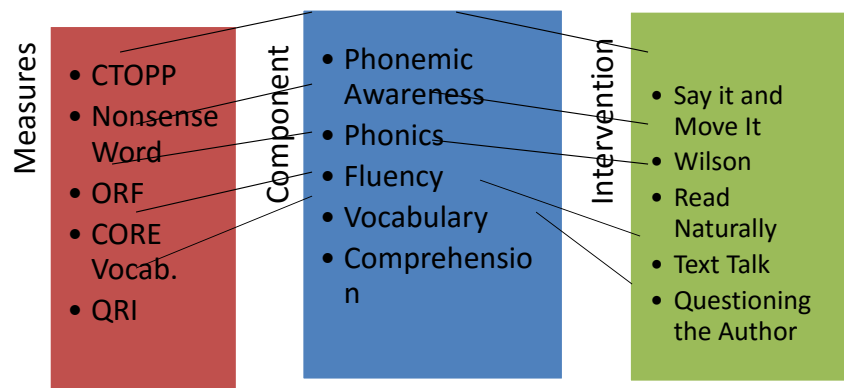 Measures
• CTOPP
• Nonsense
Word
• ORF
• CORE
Vocab.
• QRI
Component
• Phonemic
Awareness
• Phonics
• Fluency
• Vocabulary
• Comprehensio
n
Intervention
• Say it and
Move It
• Wilson
• Read
Naturally
• Text Talk
• Questioning
the Author